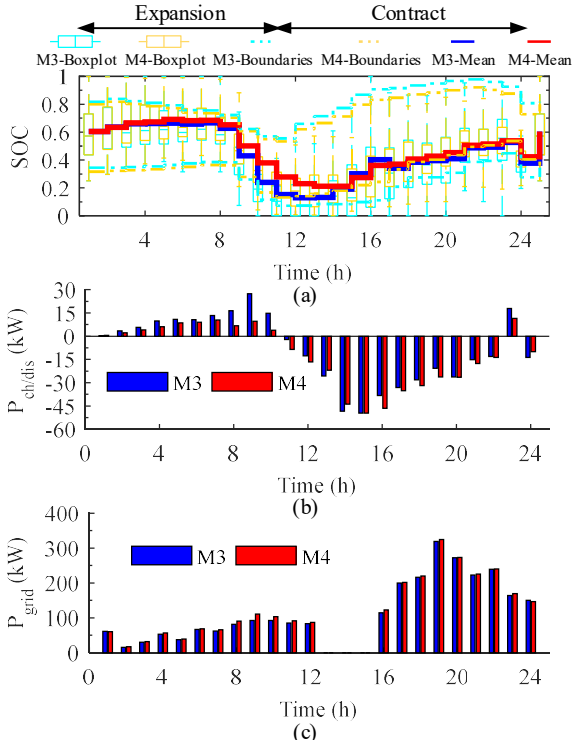 Expansion Contract
M3-Boxplot M4-Boxplot M3-Boundaries M4-Boundaries M3-Mean M4-Mean
SOC
1
0.8
0.6
0.4
0.2
0
4 8 12 16 20 24
Time (h)
(a)
P ch/dis (kW)
30
15
0
-15
-30
-45
-60
M3 M4
0 4 8 12 16 20 24
Time (h)
(b)
P grid (kW)
400
300
200
100
0
M3 M4
0 4 8 12 16 20 24
Time (h)
(c)